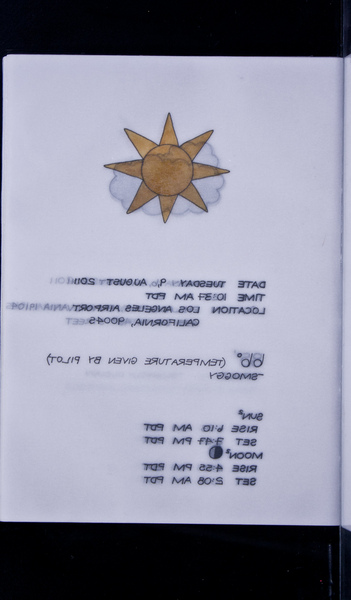 DATE TUESDAY 9, AUGUST 2011
TIME 10:37 AM PDT
LOCATION LOS ANGELES AIRPORT
CALIFORNIA, 90045
(TEMPERATURE GIVEN BY PILOT)
~SMOGGY
SUN
RISE 6:10 AM PDT
SET 7:47 PM PDT
MOON
RISE 4:55 PM PDT
SET 2:08 AM PDT